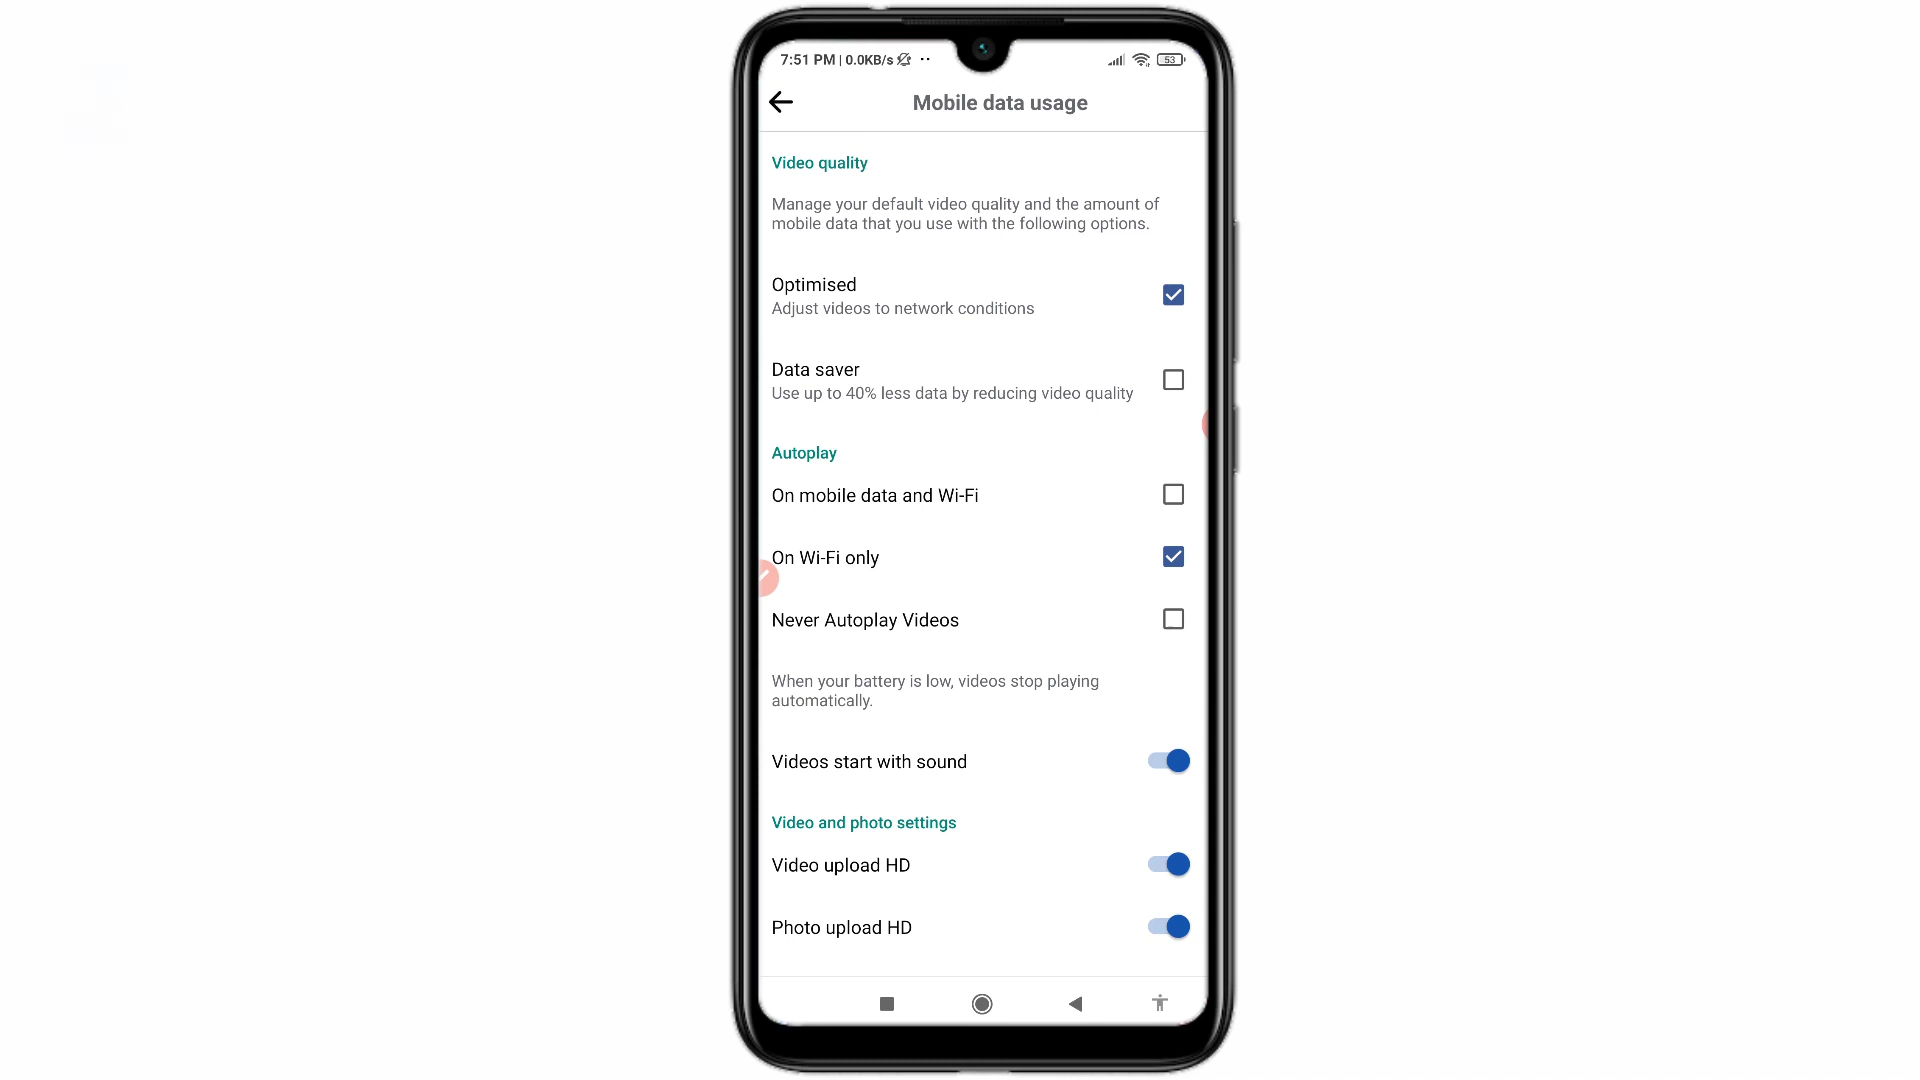 7:51 PM | 0.0KB/s ·· 53
Mobile data usage
Video quality
Manage your default video quality and the amount of
mobile data that you use with the following options.
Optimised
Adjust videos to network conditions
Data saver
Use up to 40% less data by reducing video quality
Autoplay
On mobile data and Wi-Fi
On Wi-Fi only
Never Autoplay Videos
When your battery is low, videos stop playing
automatically.
Videos start with sound
Video and photo settings
Video upload HD
Photo upload HD